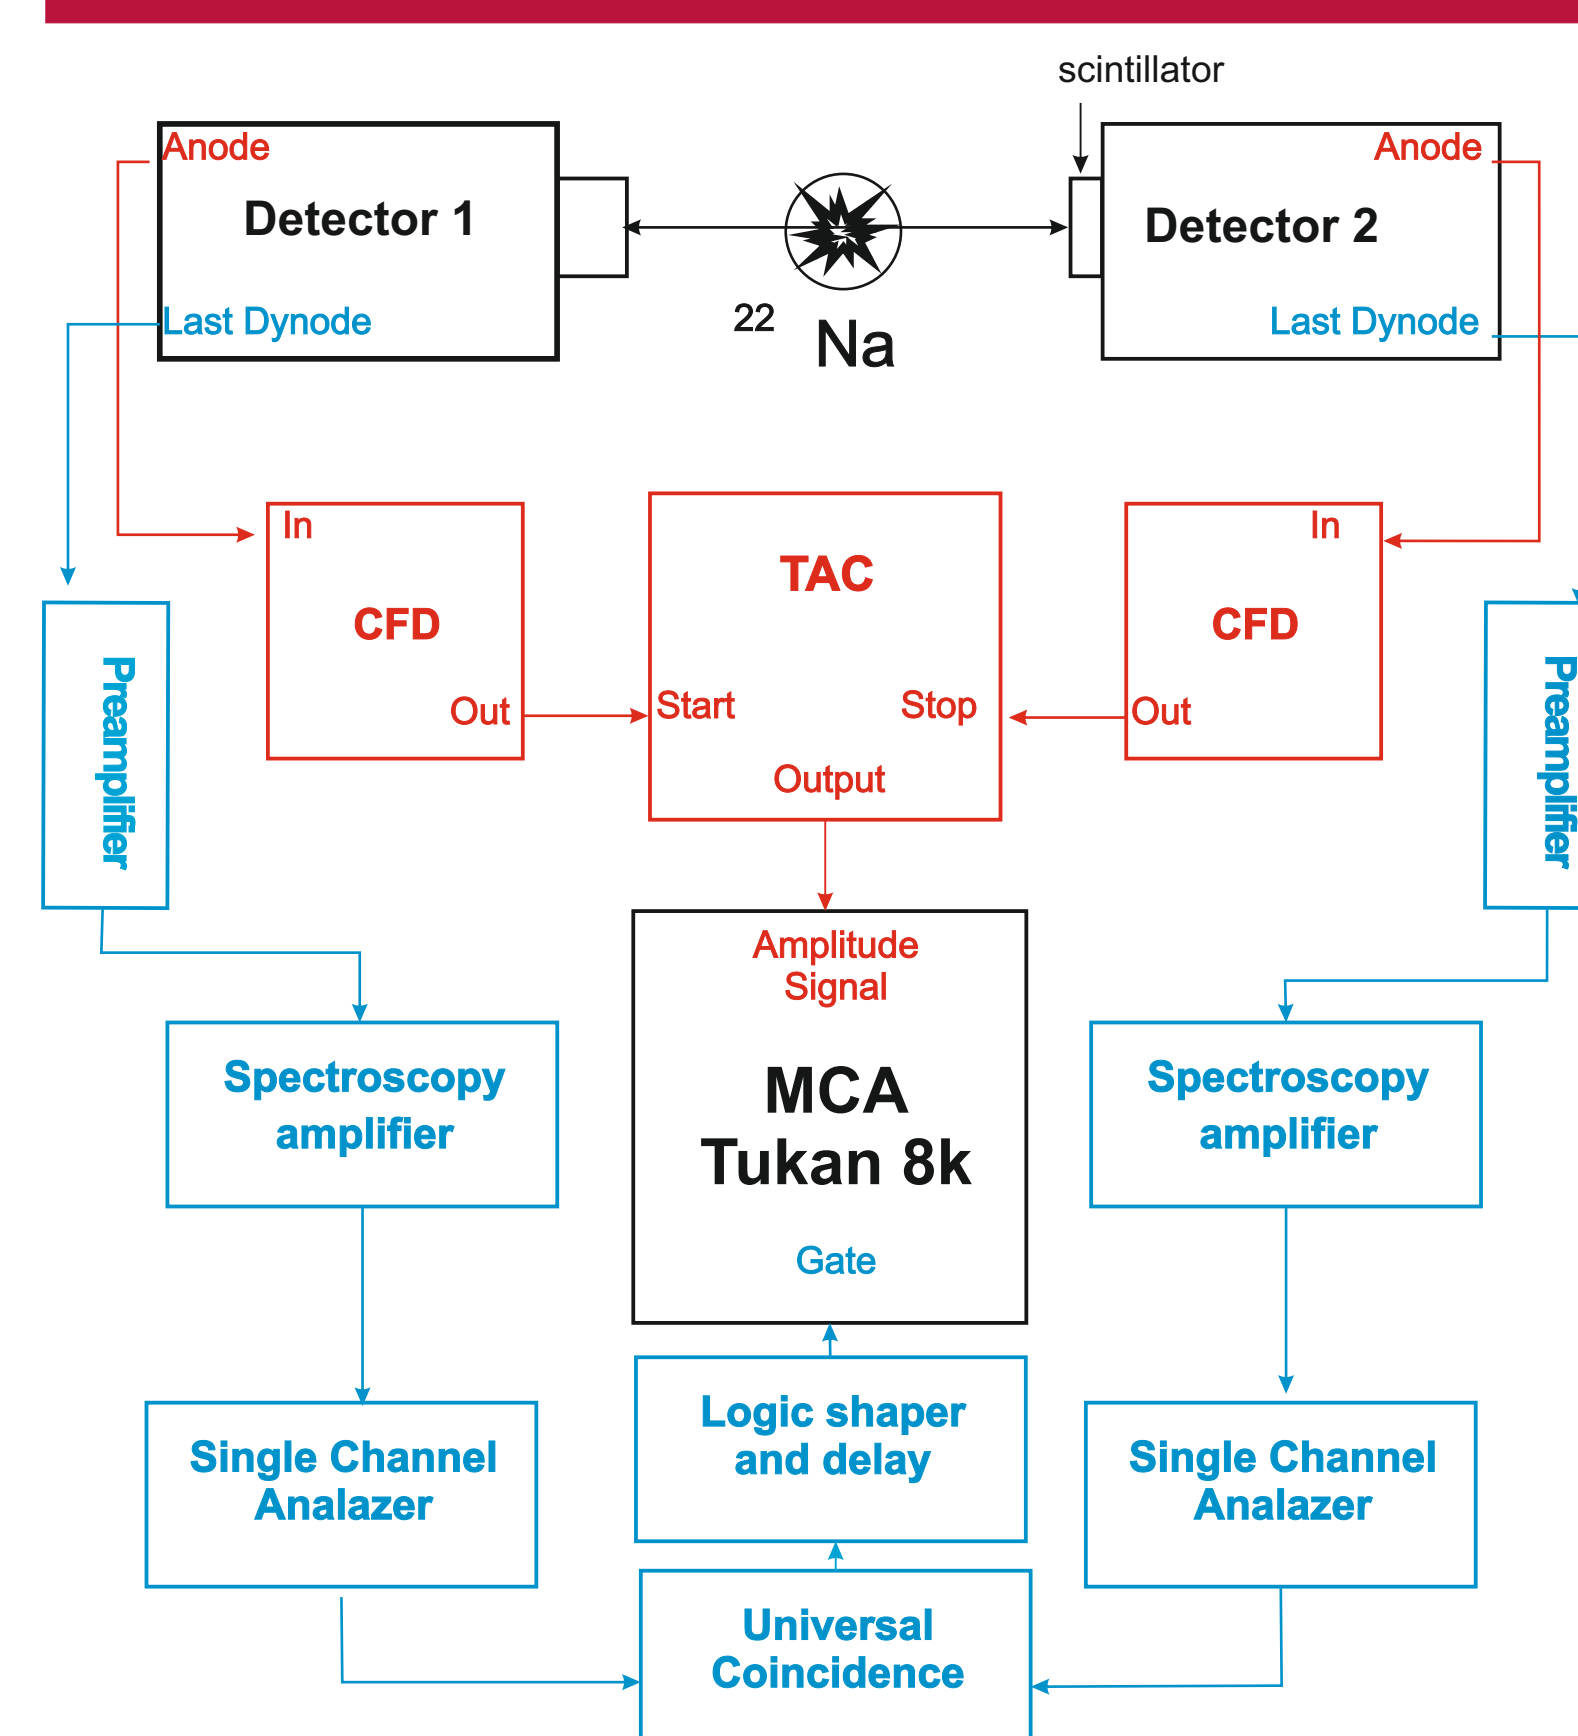 scintillator
Anode
Detector 1
Last Dynode
22
Na
Anode
Detector 2
Last Dynode
In
CFD
Out
TAC
Start
Stop
Output
In
CFD
Out
Preamplifier
Preamplifier
Amplitude
Signal
MCA
Tukan 8k
Gate
Spectroscopy
amplifier
Spectroscopy
amplifier
Single Channel
Analazer
Logic shaper
and delay
Single Channel
Analazer
Universal
Coincidence